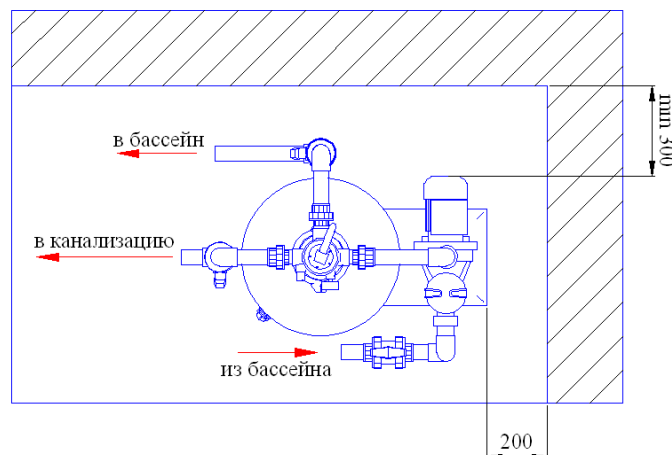 в бассейн
min 300
в канализацию
из бассейна
200